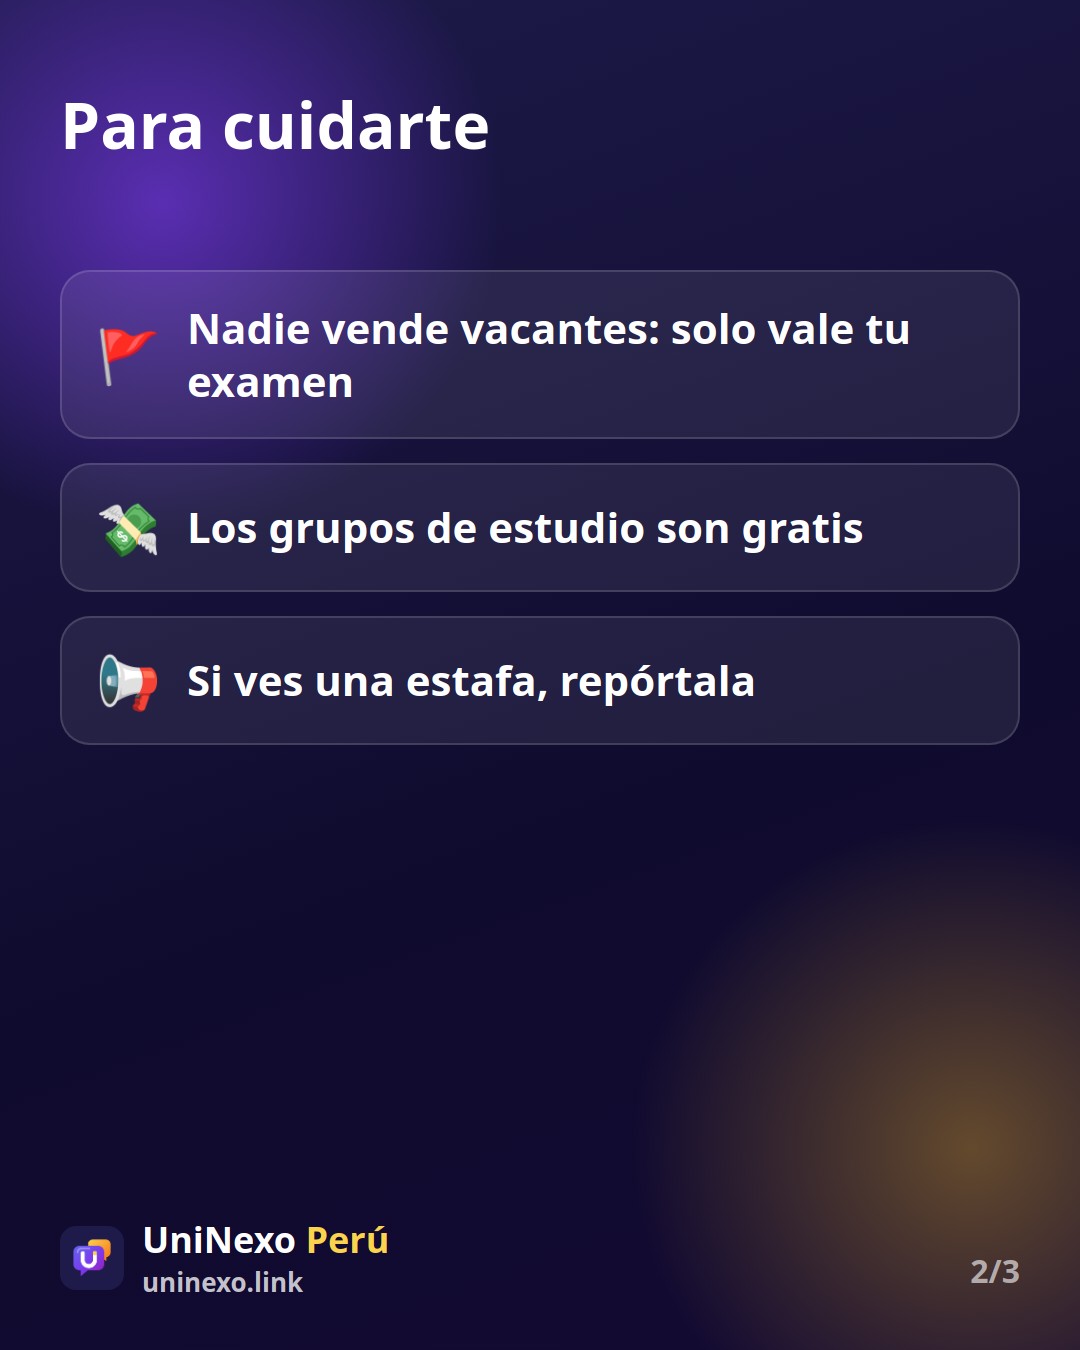 Para cuidarte
Nadie vende vacantes: solo vale tu
examen
Los grupos de estudio son gratis
Si ves una estafa, repórtala
U
UniNexo Perú
uninexo.link
2/3